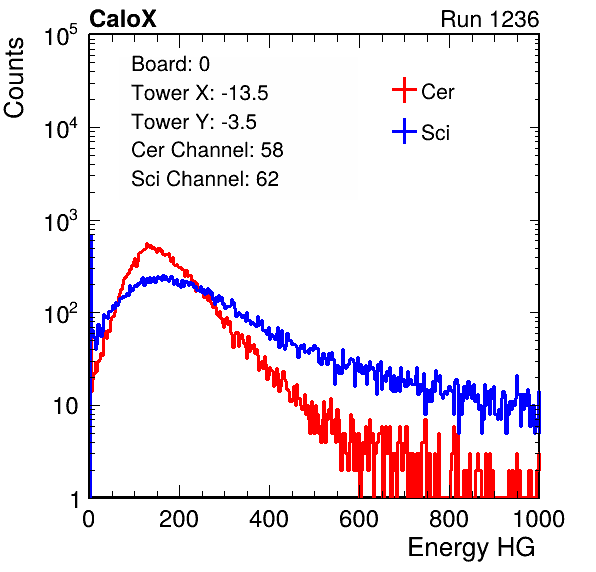 CaloX Run 1236
Counts
10^5
10^4
10^3
10^2
10
1
Board: 0
Tower X: -13.5
Tower Y: -3.5
Cer Channel: 58
Sci Channel: 62
Cer
Sci
0 200 400 600 800 1000
Energy HG